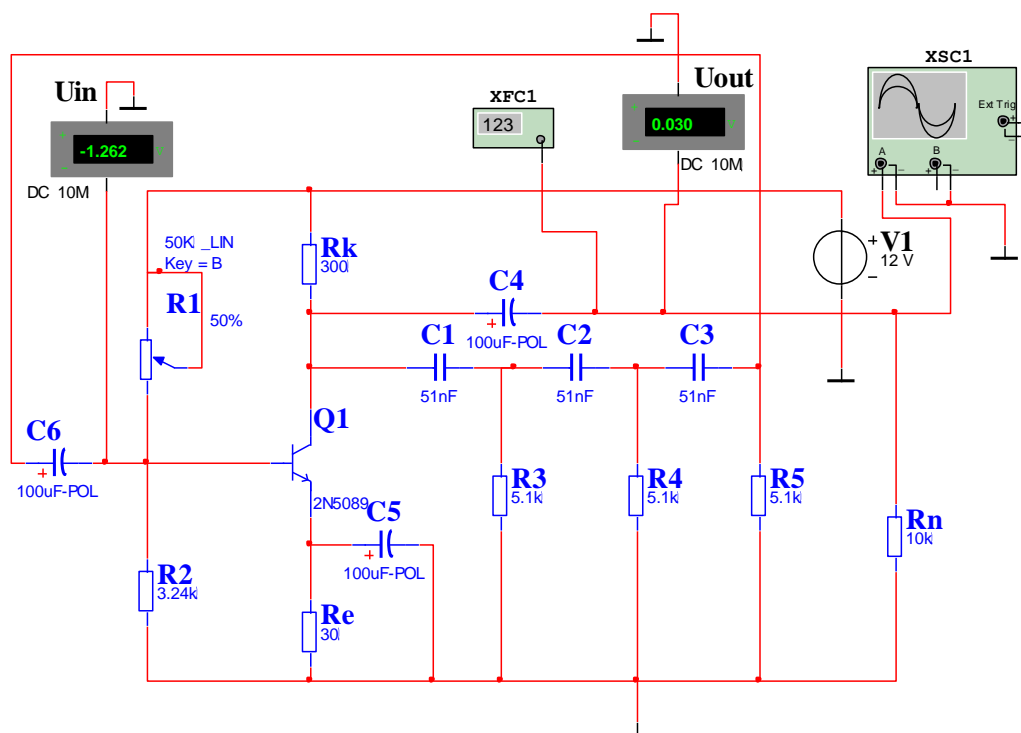 XSC1
Ext Trig
+
−
A
B
+
−
+
−
Uin
+
-1.262
V
−
DC 10M
XFC1
123
Uout
+
0.030
V
−
DC 10M
50K _LIN
Key = B
R1
50%
Rk
300
C4
+
100uF-POL
V1
+
12 V
−
C1
51nF
C2
51nF
C3
51nF
C6
+
100uF-POL
Q1
2N5089
C5
+
100uF-POL
R3
5.1k
R4
5.1k
R5
5.1k
Rn
10k
R2
3.24k
Re
30